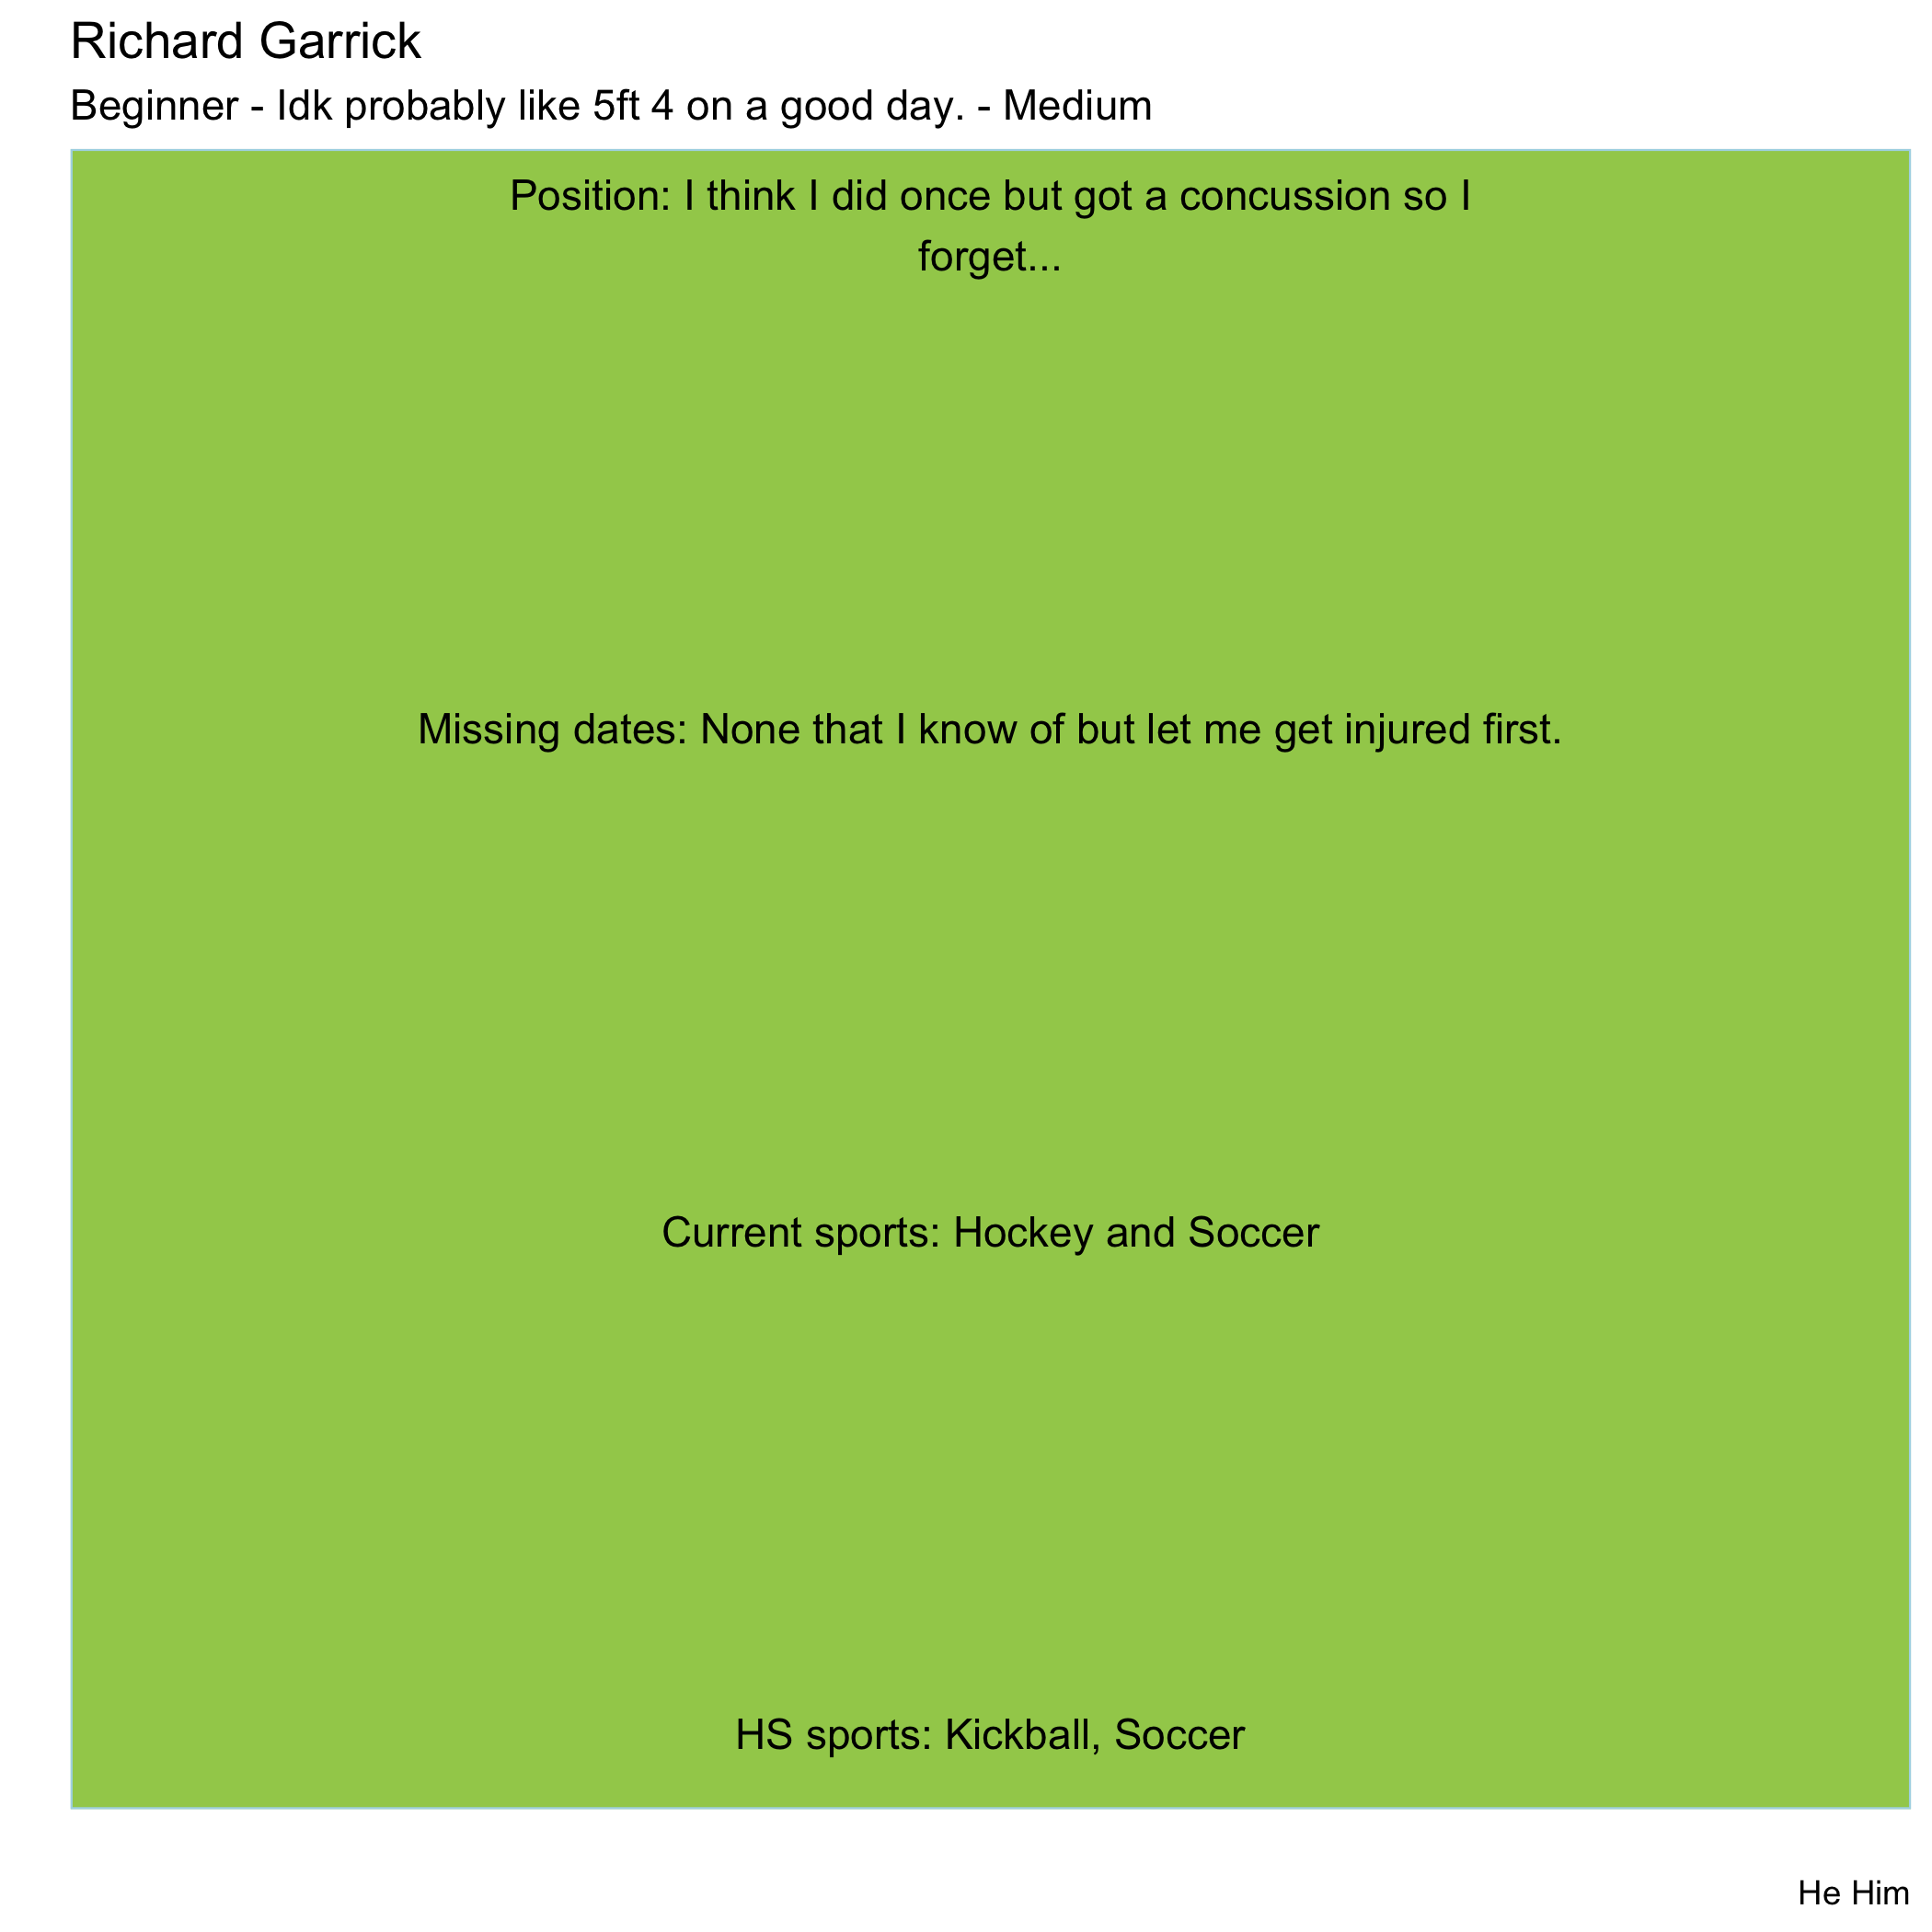 Richard Garrick
Beginner - Idk probably like 5ft 4 on a good day. - Medium
Position: I think I did once but got a concussion so I
forget...
Missing dates: None that I know of but let me get injured first.
Current sports: Hockey and Soccer
HS sports: Kickball, Soccer
He Him